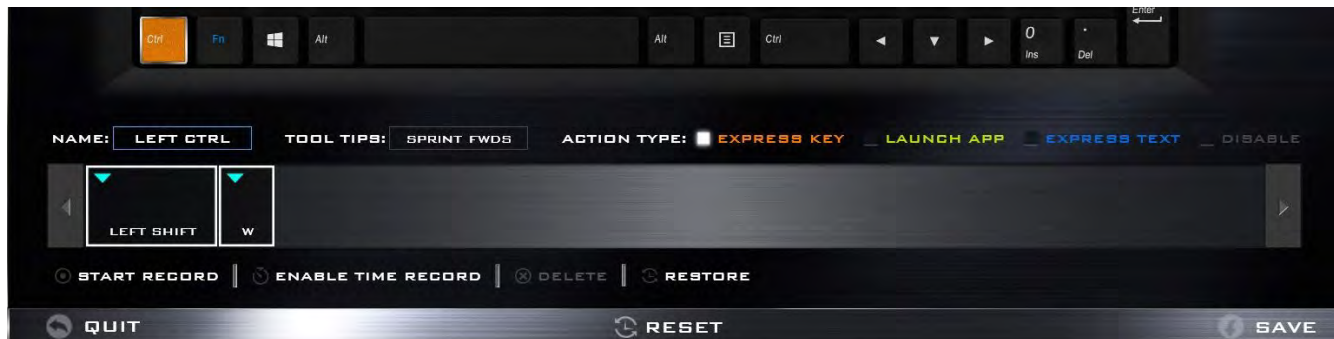 Enter
Ctrl Fn Alt Alt Ctrl 0 .
Ins Del
NAME: LEFT CTRL TOOL TIPS: SPRINT FWDS ACTION TYPE: EXPRESS KEY LAUNCH APP EXPRESS TEXT DISABLE
LEFT SHIFT W
START RECORD ENABLE TIME RECORD DELETE RESTORE
QUIT RESET SAVE